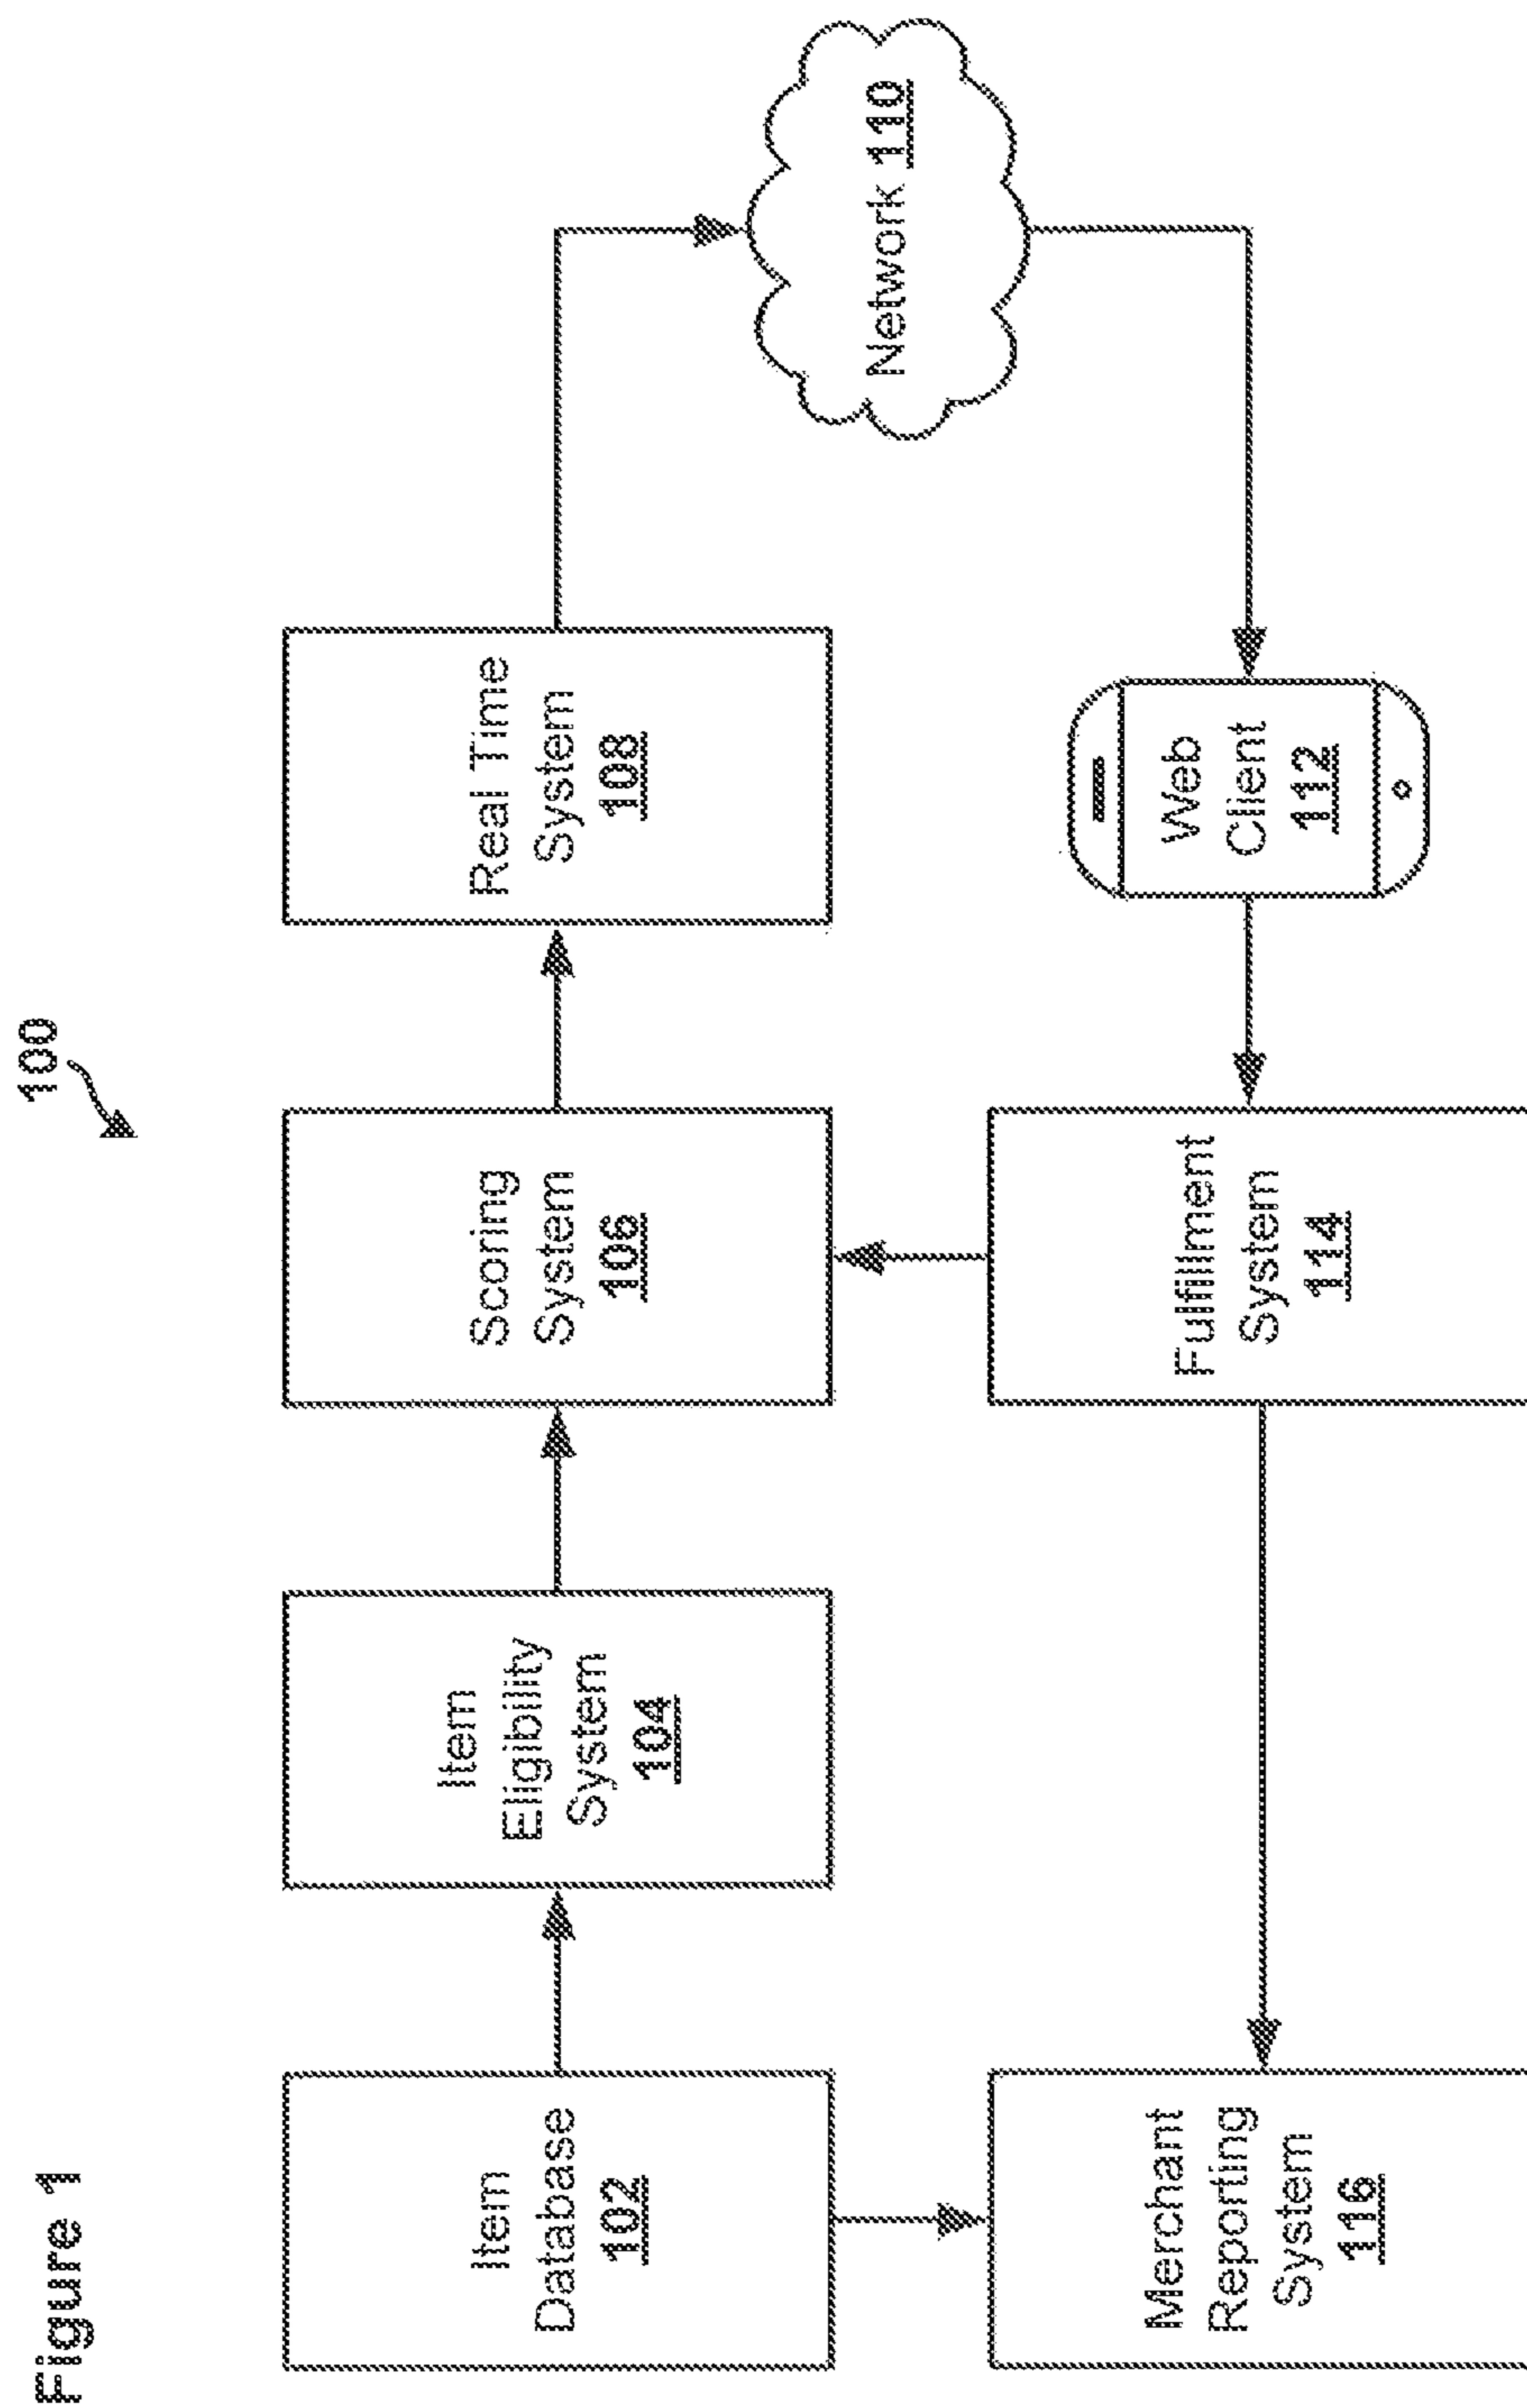 Figure 1
100
Item
Database
102
Item
Eligibility
System
104
Scoring
System
106
Real Time
System
108
Network 110
Merchant
Reporting
System
116
Fulfillment
System
114
Web
Client
112